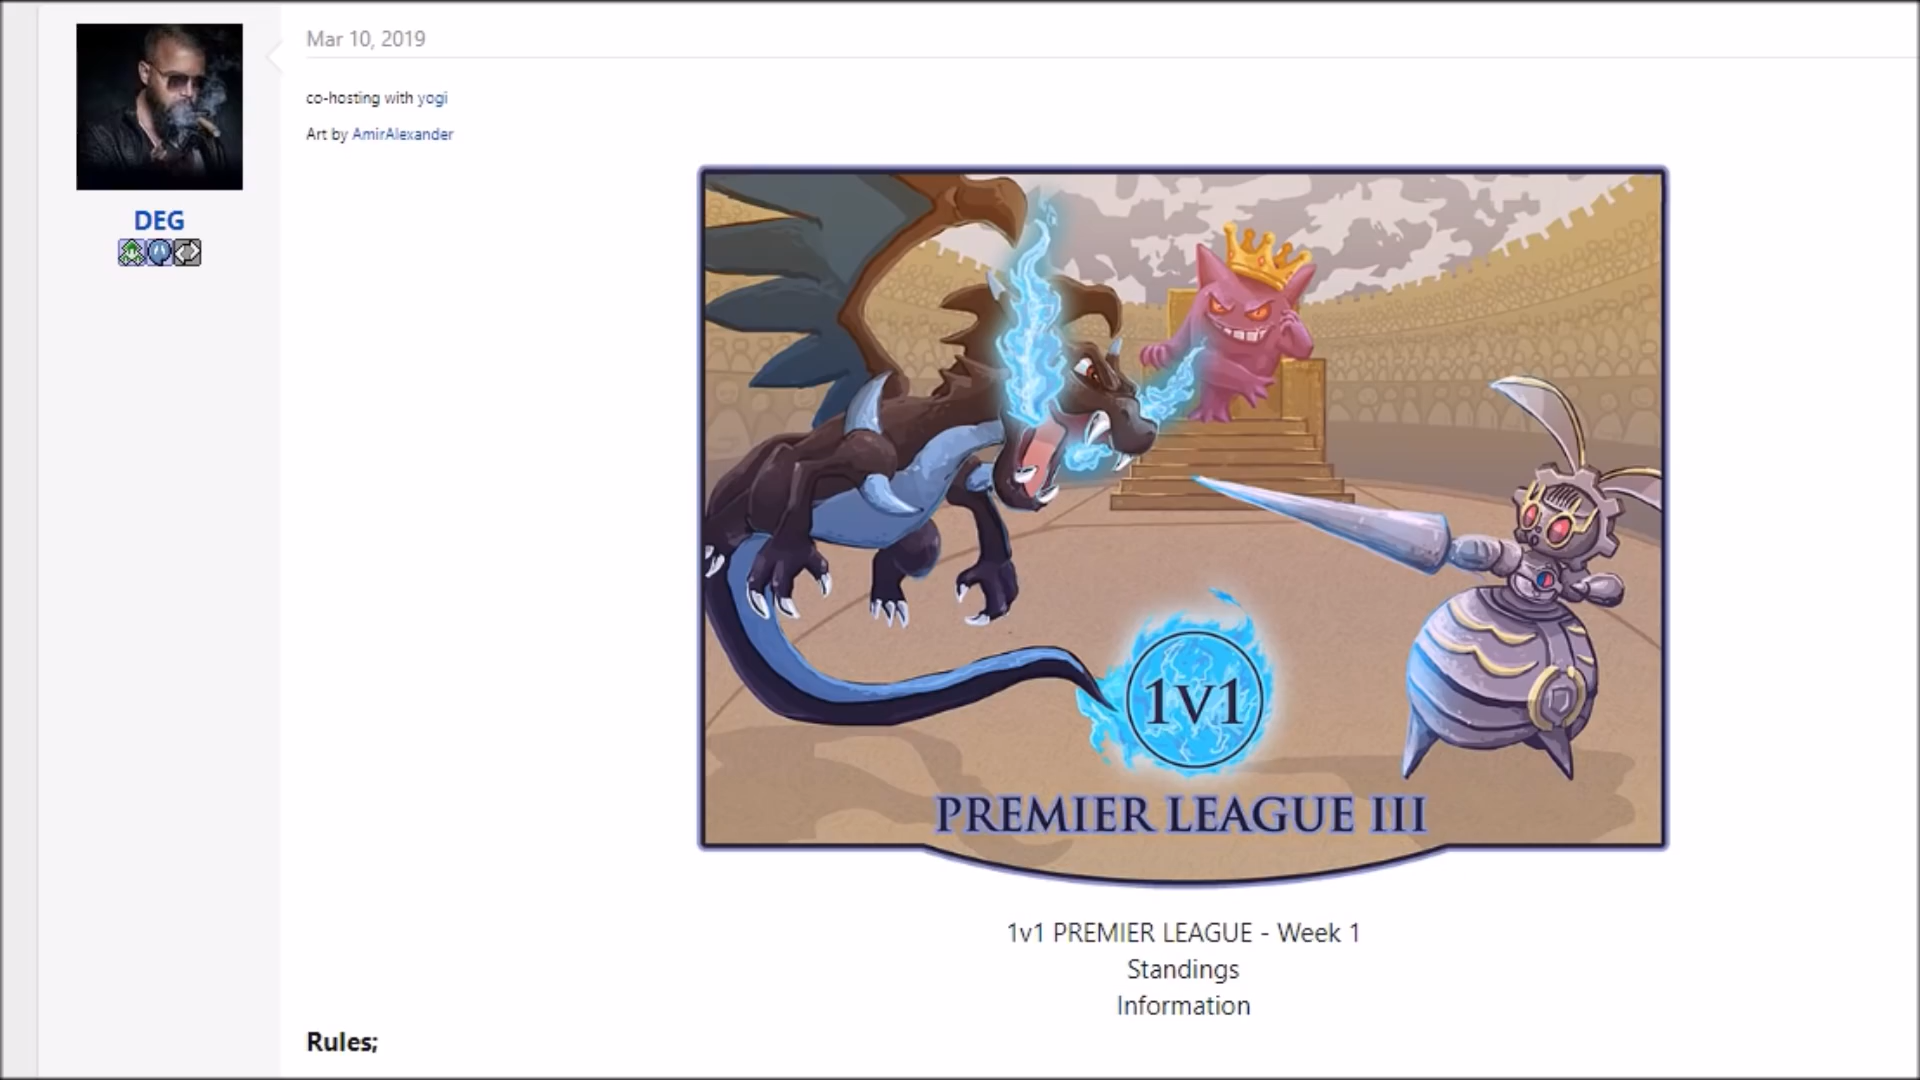 Mar 10, 2019
co-hosting with yogi
Art by AmirAlexander
DEG
1v1
PREMIER LEAGUE III
1v1 PREMIER LEAGUE - Week 1
Standings
Information
Rules;